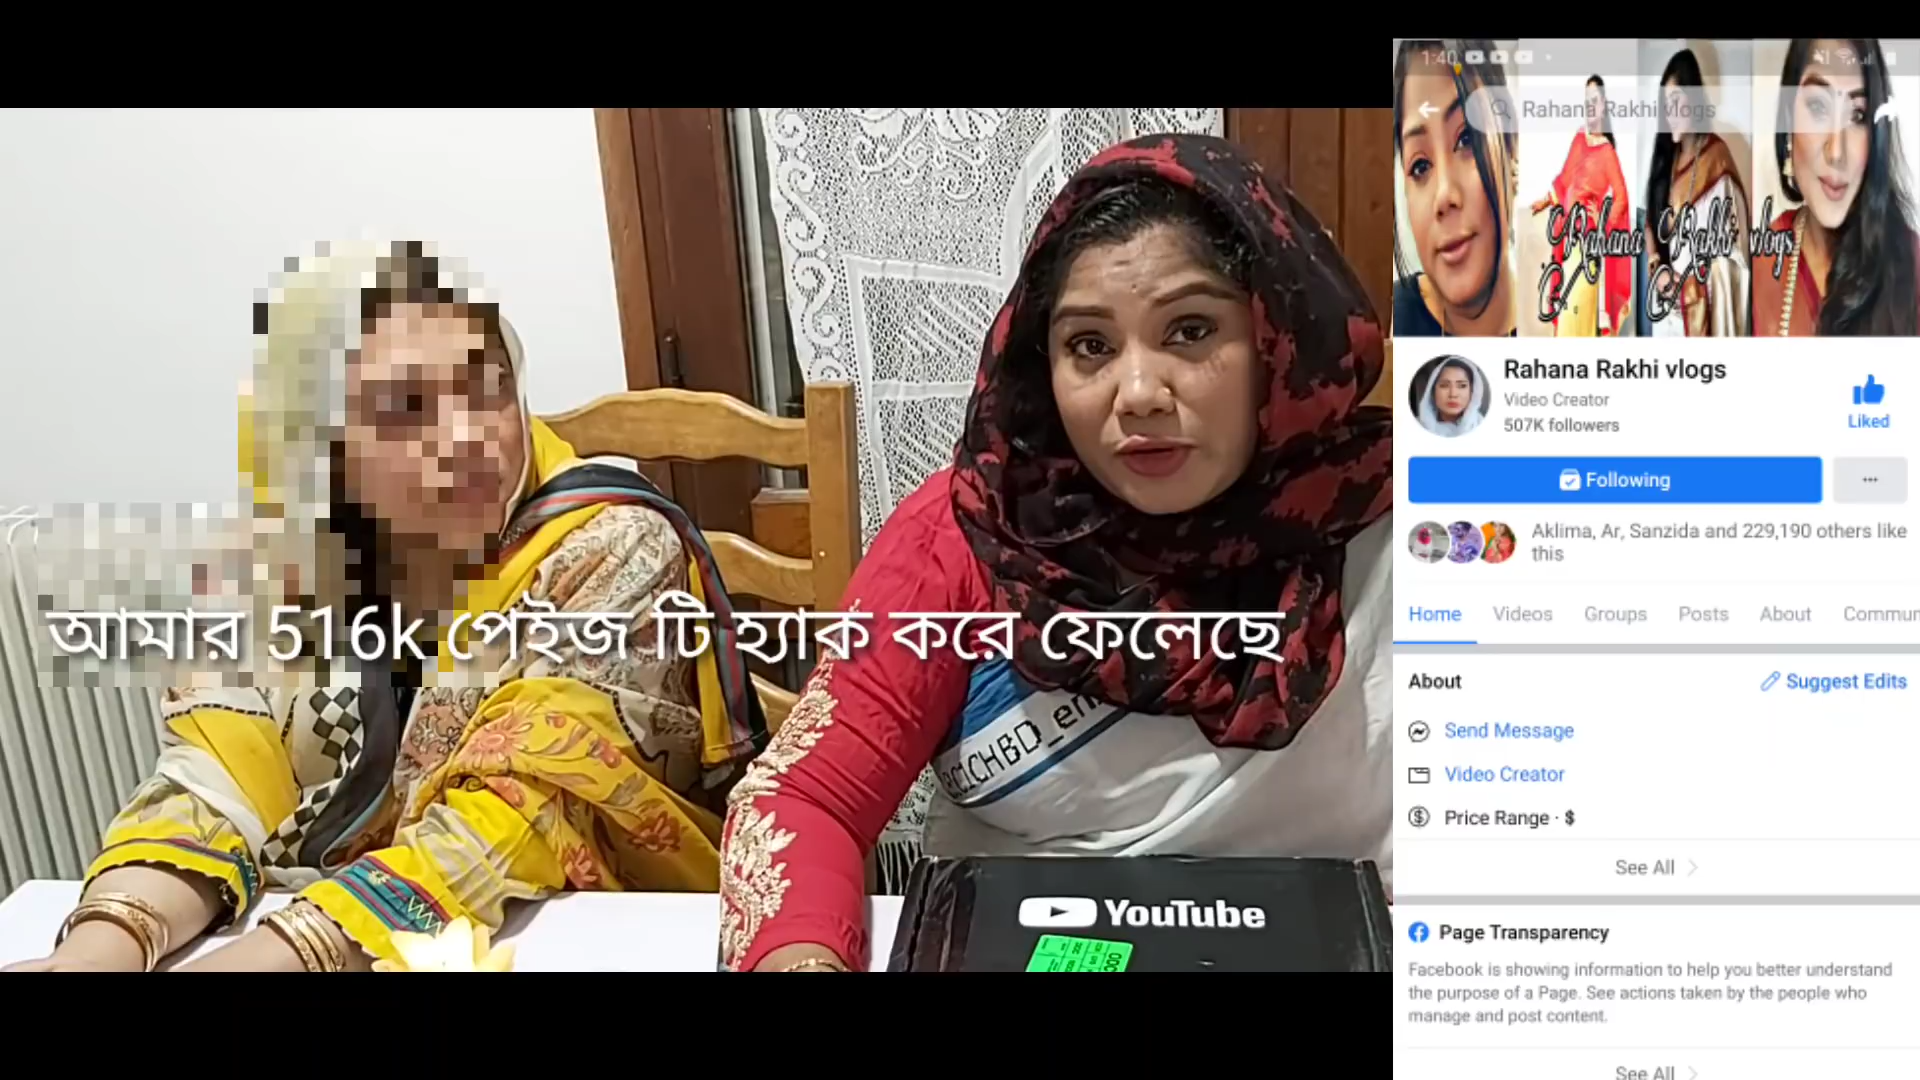 আমার 516k পেইজ টি হ্যাক করে ফেলেছে
YouTube
1:40
Rahana Rakhi vlogs
Rahana Rakhi vlogs
Rahana Rakhi vlogs
Video Creator
507K followers
Liked
Following
Aklima, Ar, Sanzida and 229,190 others like
this
Home Videos Groups Posts About Commun
About
Suggest Edits
Send Message
Video Creator
Price Range · $
See All
Page Transparency
Facebook is showing information to help you better understand
the purpose of a Page. See actions taken by the people who
manage and post content.
See All